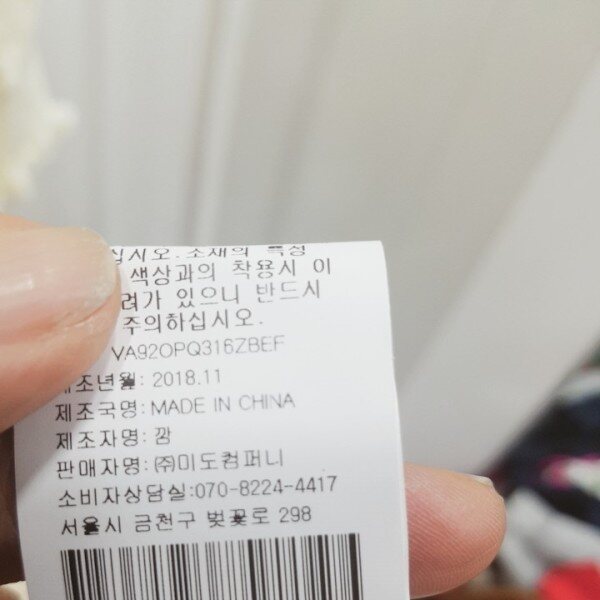 십시오. 소재의 특성
색상과의 착용시 이
려가 있으니 반드시
주의하십시오.
VA92OPQ316ZBEF
제조년월: 2018.11
제조국명: MADE IN CHINA
제조자명: 깜
판매자명: ㈜미도컴퍼니
소비자상담실:070-8224-4417
서울시 금천구 벚꽃로 298